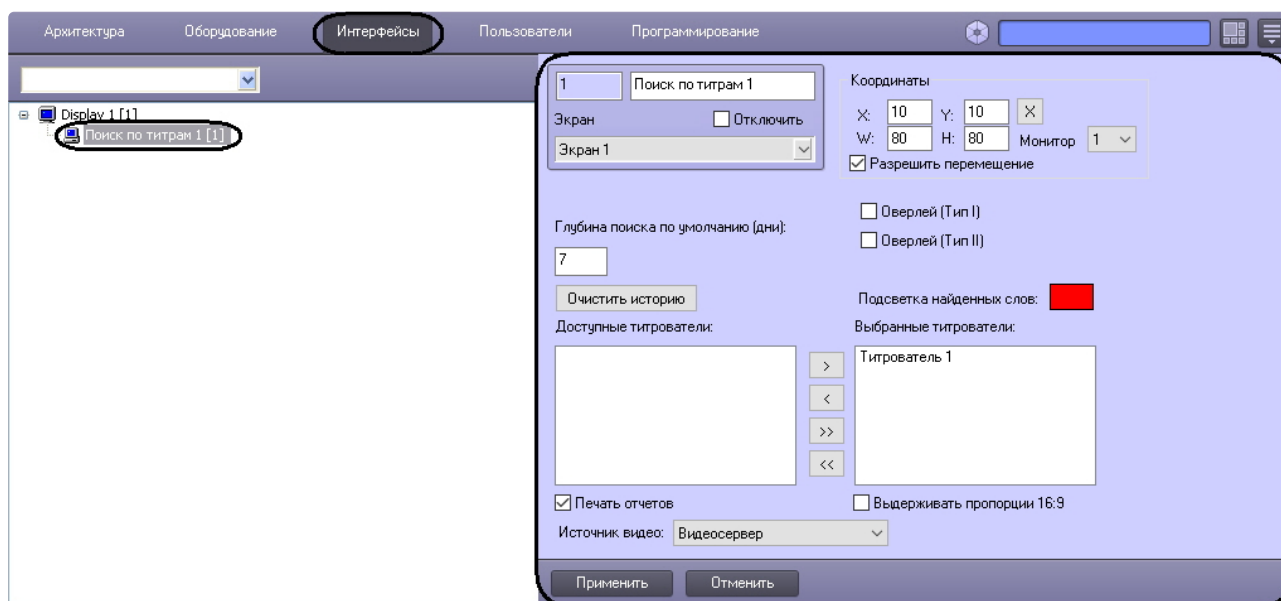 Архитектура Оборудование Интерфейсы Пользователи Программирование
Display 1 [1]
Поиск по титрам 1 [1]
1 Поиск по титрам 1
Экран Отключить
Экран 1
Координаты
X: 10 Y: 10 X
W: 80 H: 80 Монитор 1
Разрешить перемещение
Глубина поиска по умолчанию (дни):
7
Оверлей (Тип I)
Оверлей (Тип II)
Очистить историю
Подсветка найденных слов:
Доступные титрователи:
Выбранные титрователи:
Титрователь 1
>
<
>>
<<
Печать отчетов
Выдерживать пропорции 16:9
Источник видео: Видеосервер
Применить Отменить